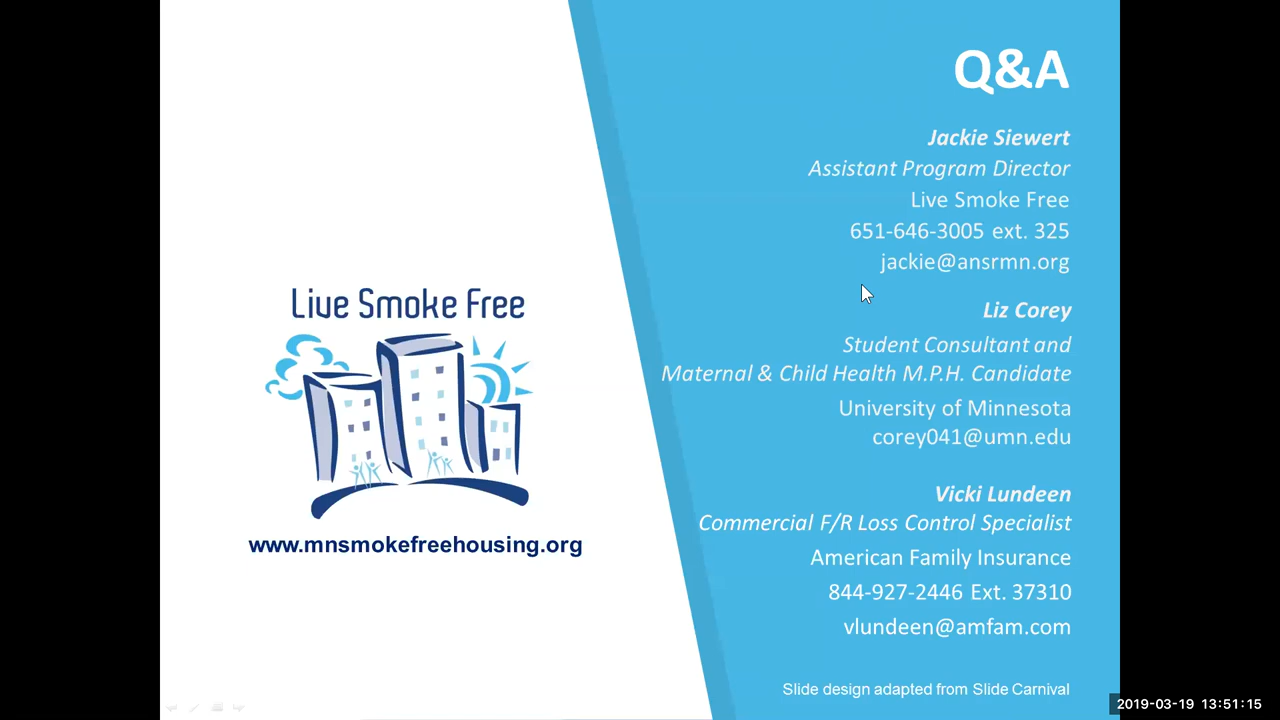 Q&A
Jackie Siewert
Assistant Program Director
Live Smoke Free
651-646-3005 ext. 325
jackie@ansrmn.org
Liz Corey
Student Consultant and
Maternal & Child Health M.P.H. Candidate
University of Minnesota
corey041@umn.edu
Vicki Lundeen
Commercial F/R Loss Control Specialist
American Family Insurance
844-927-2446 Ext. 37310
vlundeen@amfam.com
Slide design adapted from Slide Carnival
Live Smoke Free
www.mnsmokefreehousing.org
2019-03-19 13:51:15